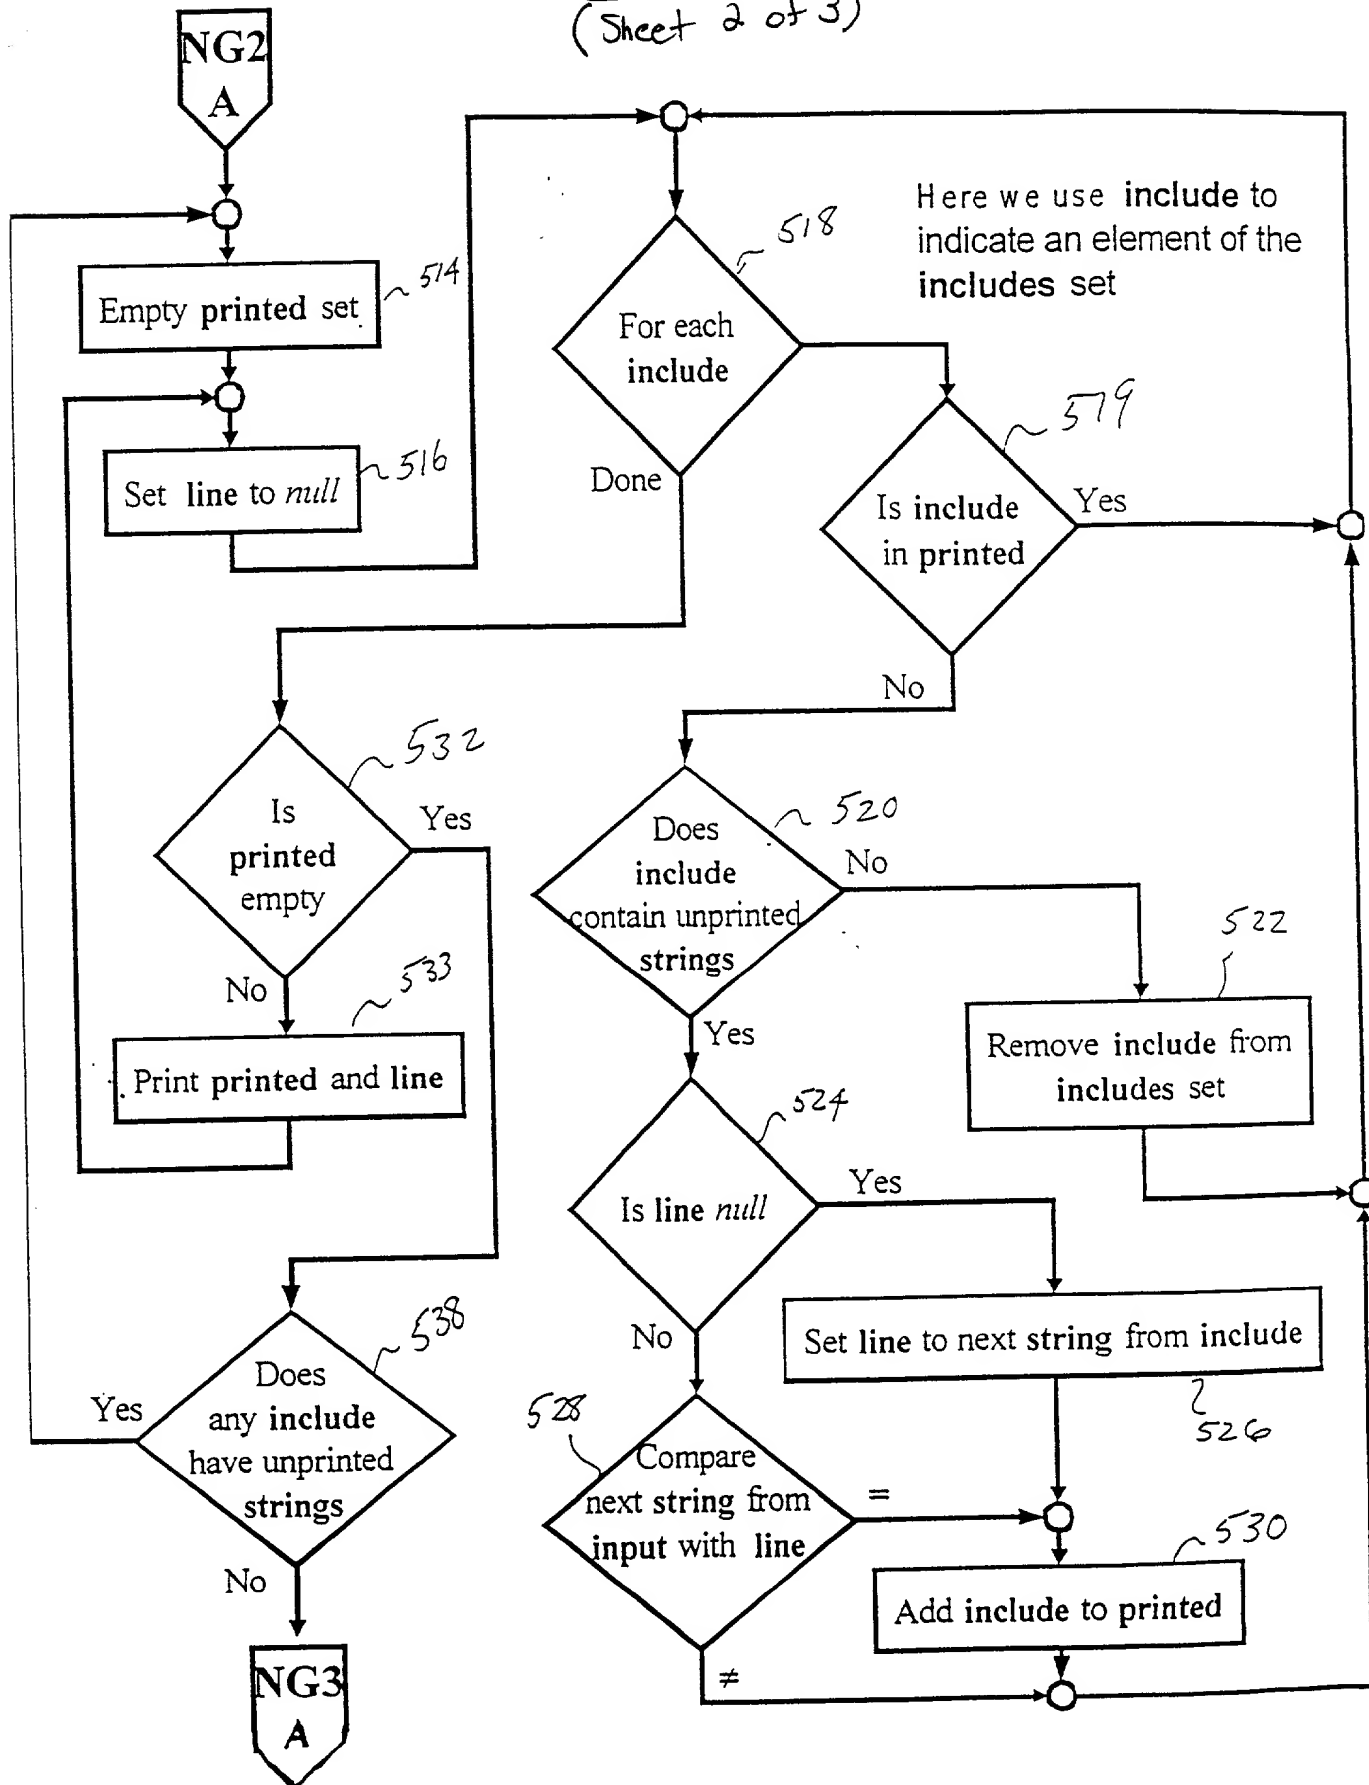 (Sheet 2 of 3)
NG2
A
Here we use include to
indicate an element of the
includes set
518
514
Empty printed set
For each
include
519
516
Set line to null
Done
Is include
in printed
Yes
No
532
Is
printed
empty
Yes
520
Does
include
contain unprinted
strings
No
522
Remove include from
includes set
No
533
Print printed and line
Yes
524
Is line null
Yes
Set line to next string from include
526
No
538
Does
any include
have unprinted
strings
Yes
528
Compare
next string from
input with line
=
530
Add include to printed
≠
No
NG3
A